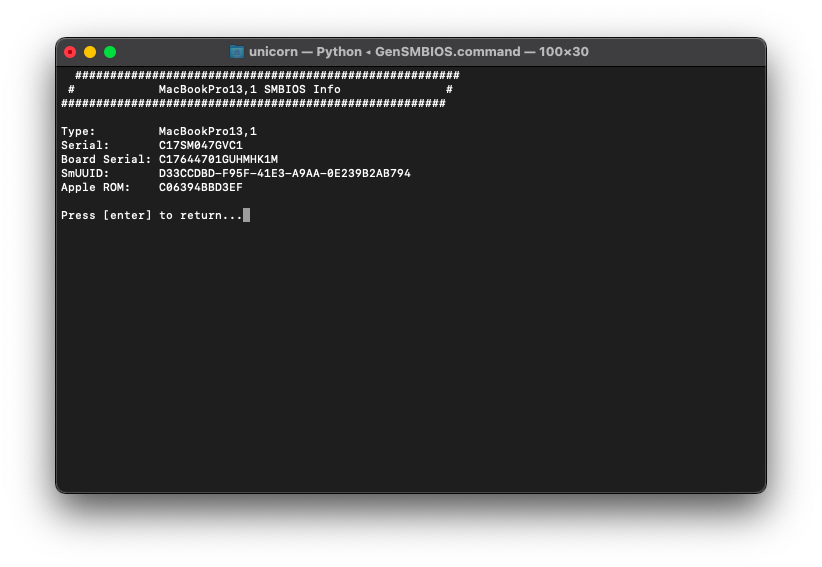 unicorn — Python ◂ GenSMBIOS.command — 100×30
  #######################################################
 #            MacBookPro13,1 SMBIOS Info               #
#######################################################
Type:         MacBookPro13,1
Serial:       C17SM047GVC1
Board Serial: C17644701GUHMHK1M
SmUUID:       D33CCDBD-F95F-41E3-A9AA-0E239B2AB794
Apple ROM:    C06394BBD3EF
Press [enter] to return...